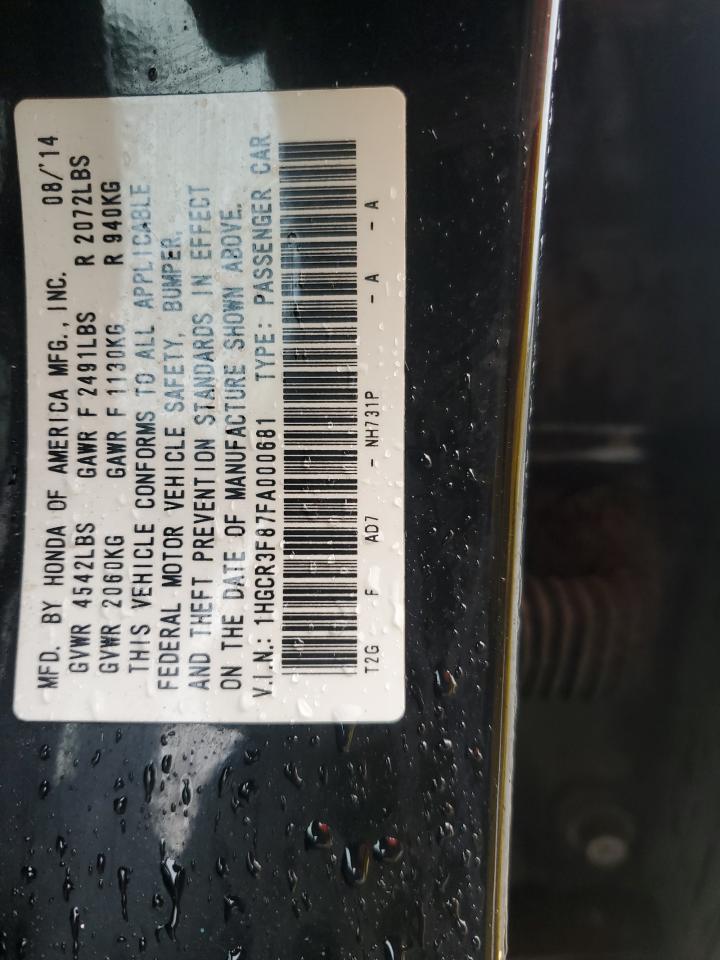 MFD. BY HONDA OF AMERICA MFG., INC. 08/'14
GVWR 4542LBS GAWR F 2491LBS R 2072LBS
GVWR 2060KG GAWR F 1130KG R 940KG
THIS VEHICLE CONFORMS TO ALL APPLICABLE
FEDERAL MOTOR VEHICLE SAFETY, BUMPER,
AND THEFT PREVENTION STANDARDS IN EFFECT
ON THE DATE OF MANUFACTURE SHOWN ABOVE.
V.I.N.: 1HGCR3F87FA000681 TYPE: PASSENGER CAR
T2G F AD7 - NH731P - A - A